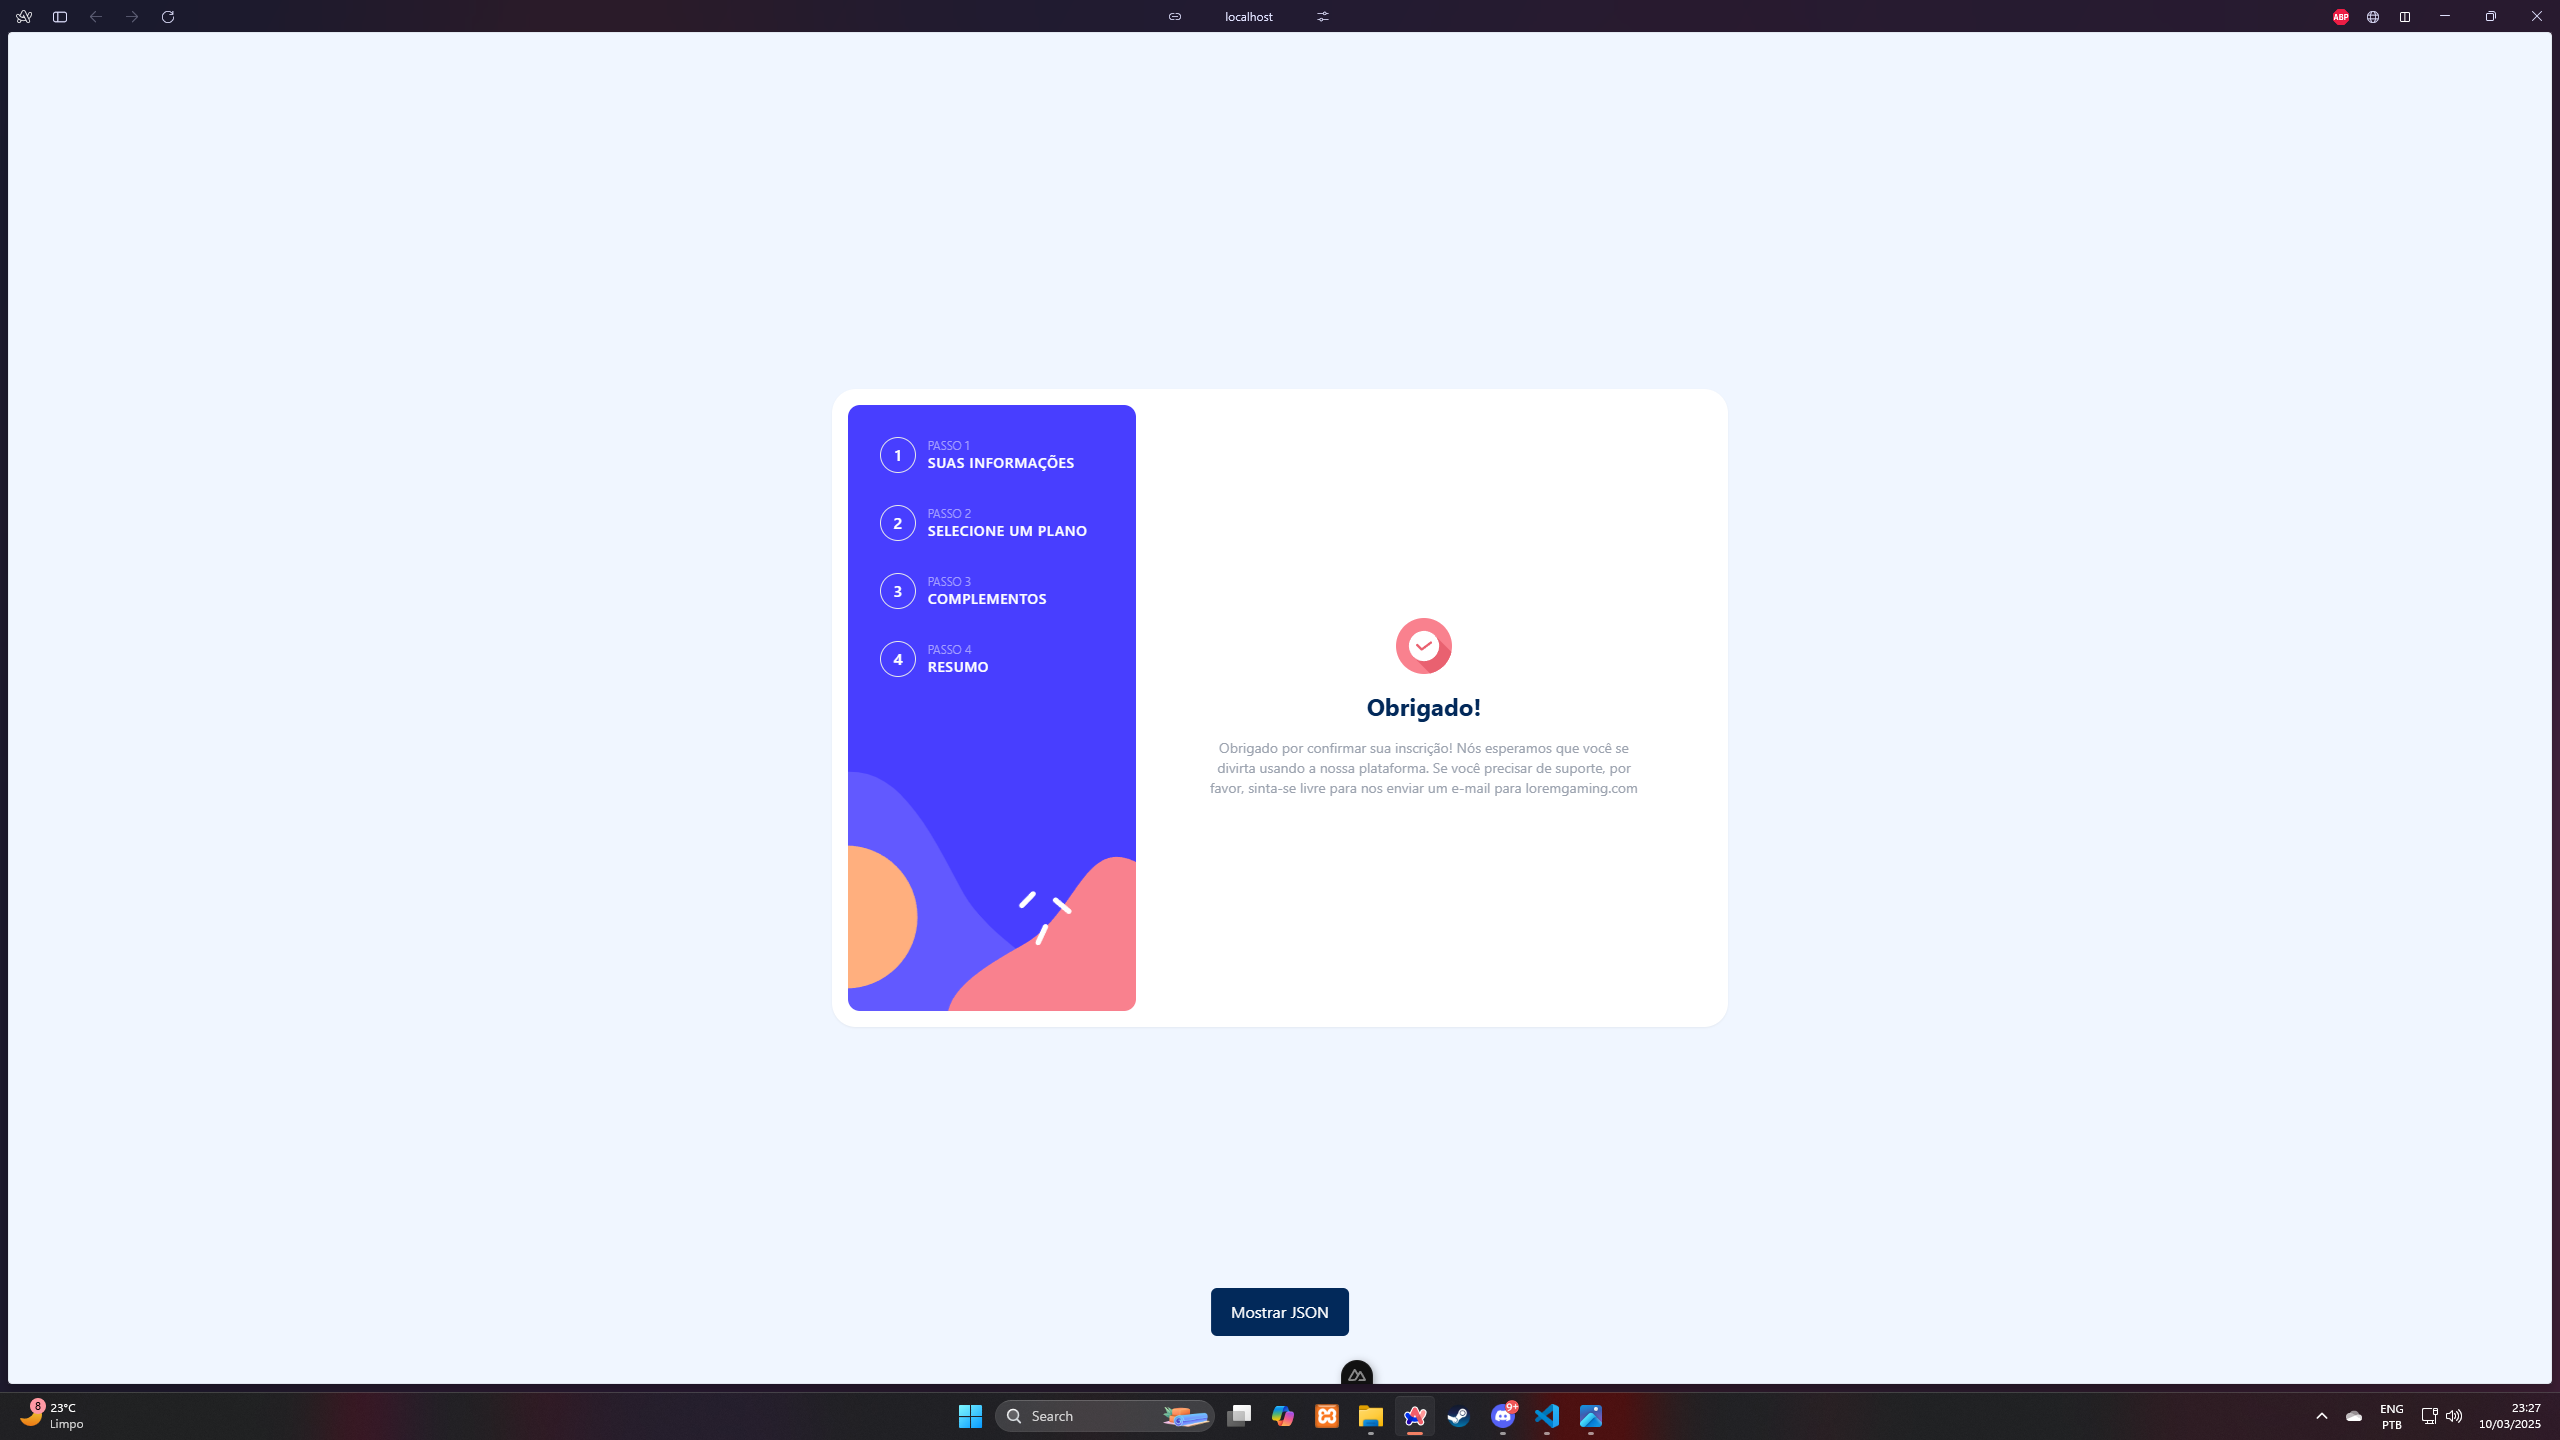 localhost
ABP
1
PASSO 1
SUAS INFORMAÇÕES
2
PASSO 2
SELECIONE UM PLANO
3
PASSO 3
COMPLEMENTOS
4
PASSO 4
RESUMO
Obrigado!
Obrigado por confirmar sua inscrição! Nós esperamos que você se
divirta usando a nossa plataforma. Se você precisar de suporte, por
favor, sinta-se livre para nos enviar um e-mail para loremgaming.com
Mostrar JSON
8
23°C
Limpo
Search
9+
ENG
PTB
23:27
10/03/2025